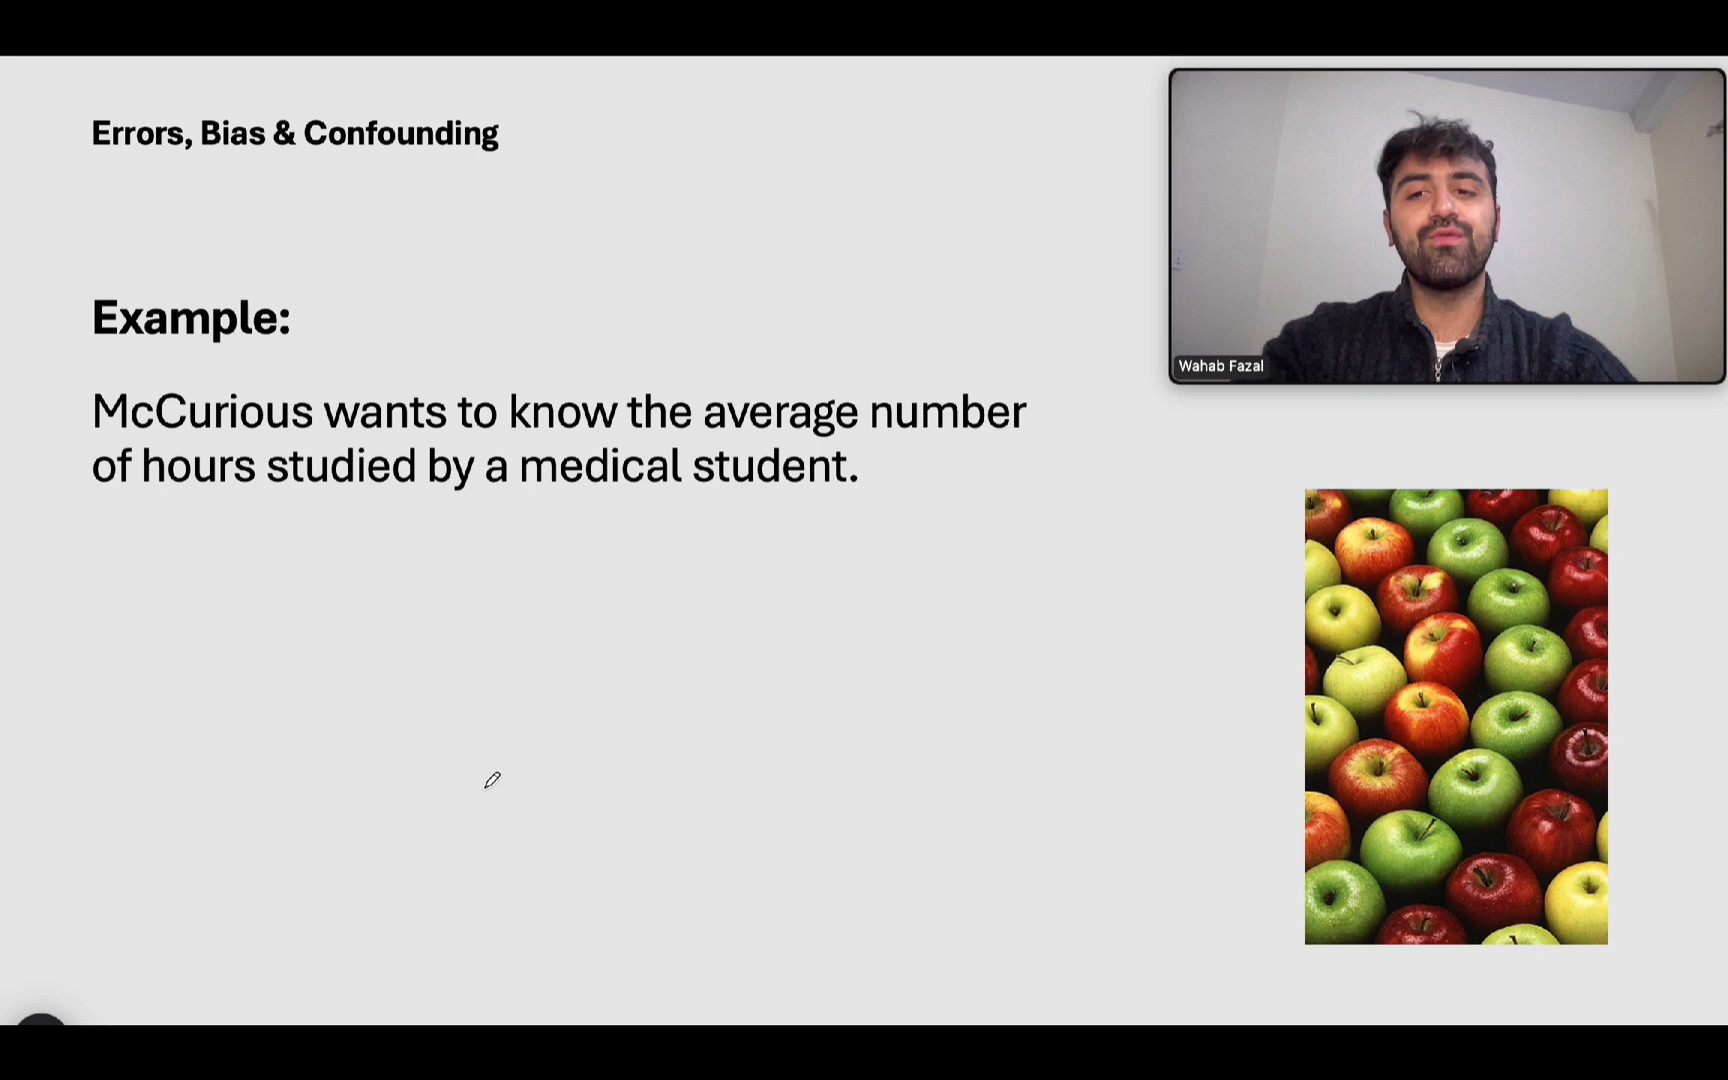 Errors, Bias & Confounding
Wahab Fazal
Example:
McCurious wants to know the average number
of hours studied by a medical student.